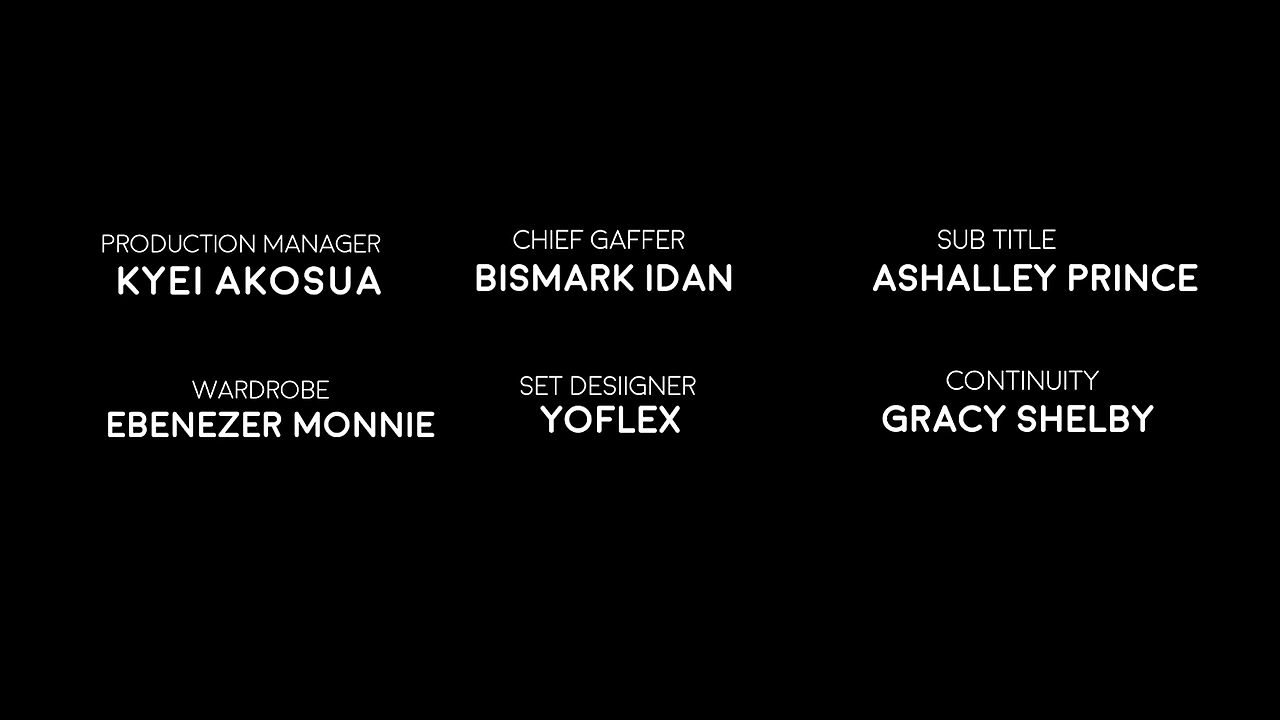 PRODUCTION MANAGER
KYEI AKOSUA
CHIEF GAFFER
BISMARK IDAN
SUB TITLE
ASHALLEY PRINCE
WARDROBE
EBENEZER MONNIE
SET DESIIGNER
YOFLEX
CONTINUITY
GRACY SHELBY